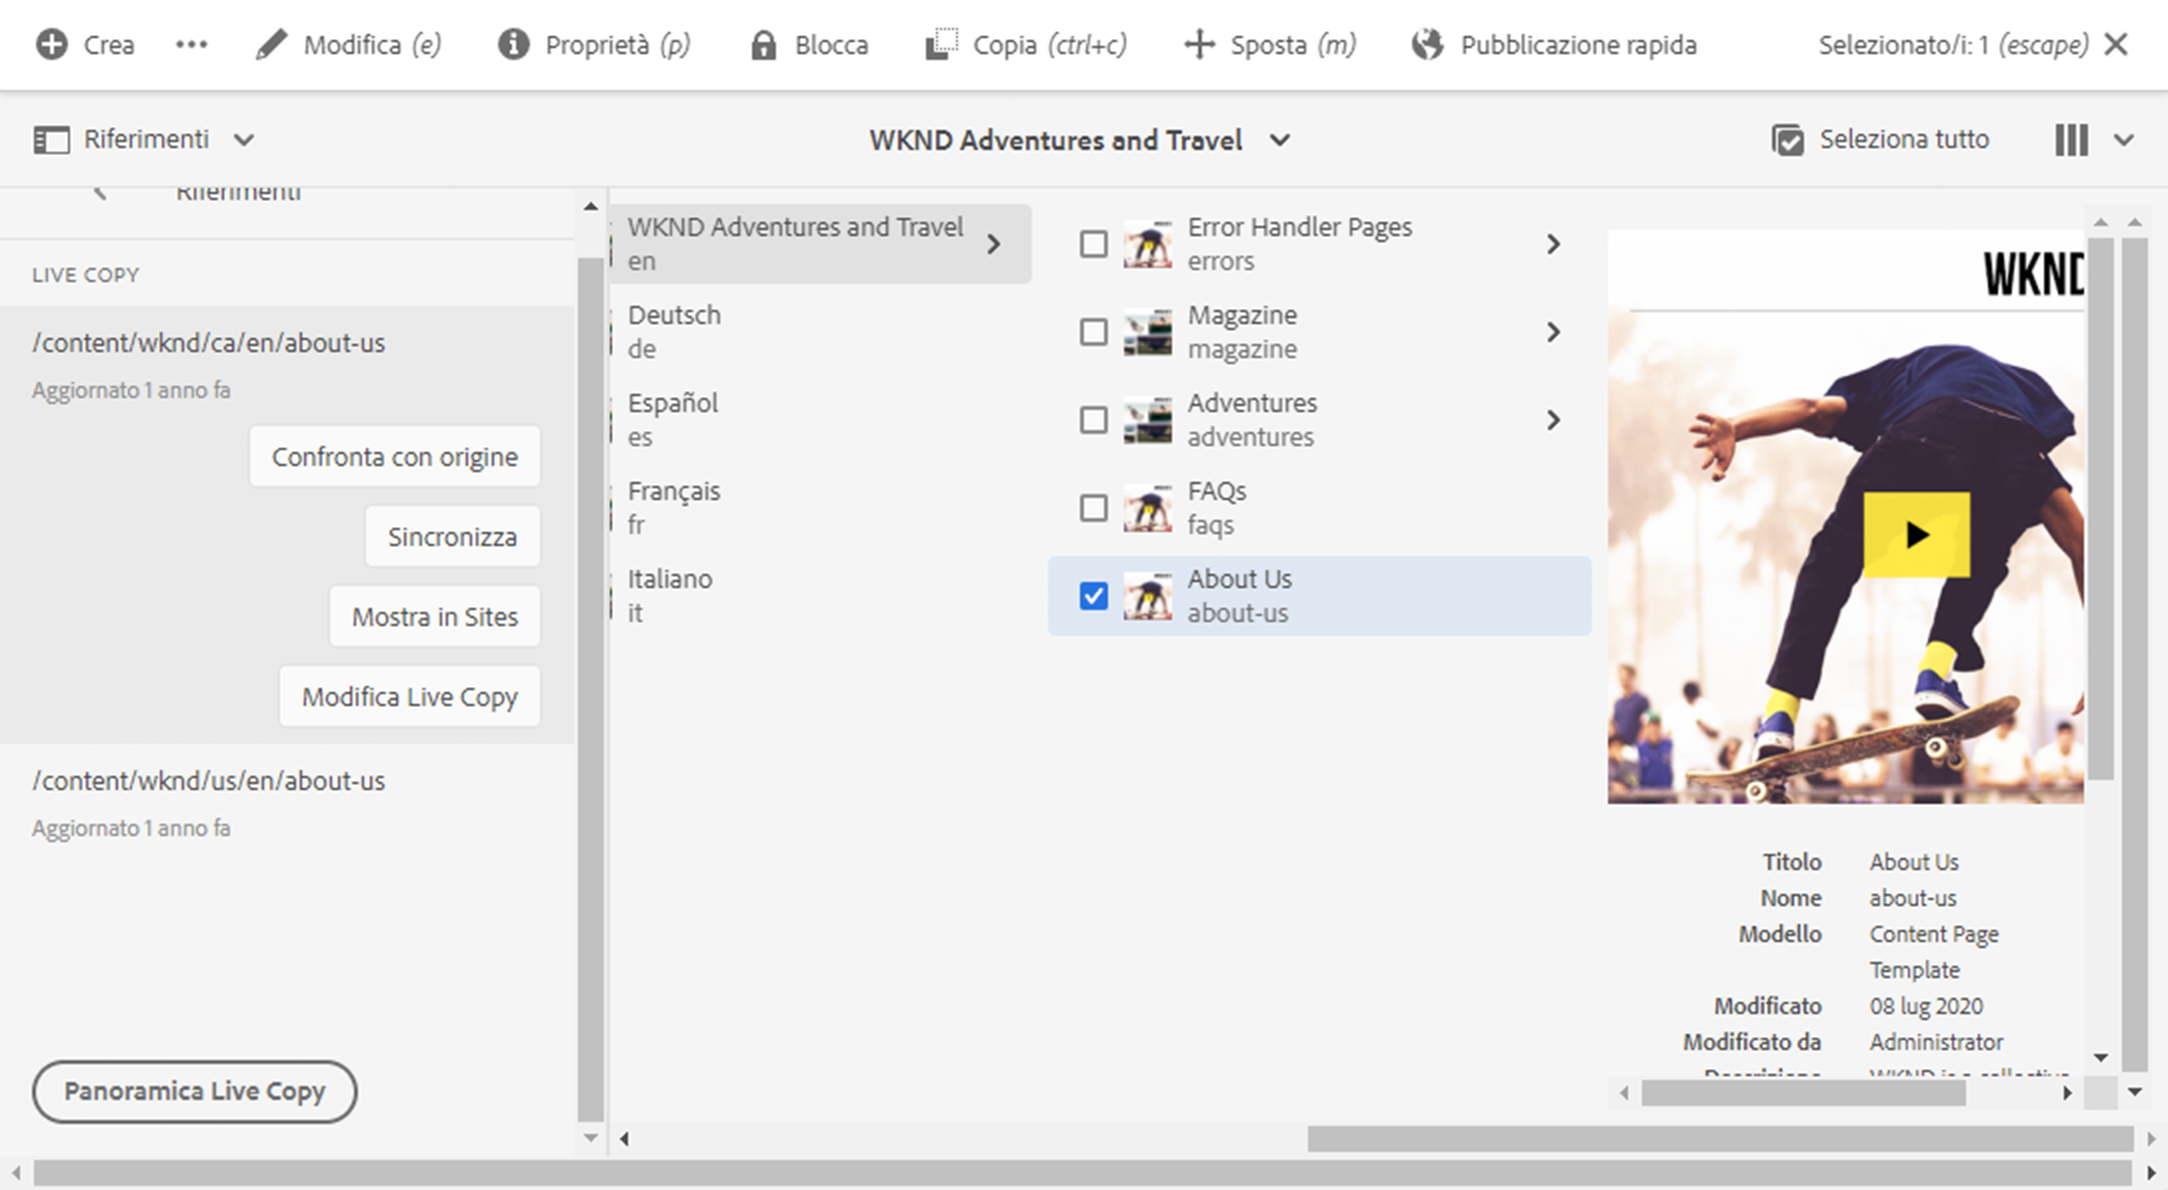 Crea
Modifica (e)
Proprietà (p)
Blocca
Copia (ctrl+c)
Sposta (m)
Pubblicazione rapida
Selezionato/i: 1 (escape)
Riferimenti
WKND Adventures and Travel
Seleziona tutto
Riferimenti
LIVE COPY
/content/wknd/ca/en/about-us
Aggiornato 1 anno fa
Confronta con origine
Sincronizza
Mostra in Sites
Modifica Live Copy
/content/wknd/us/en/about-us
Aggiornato 1 anno fa
Panoramica Live Copy
WKND Adventures and Travel
en
Deutsch
de
Español
es
Français
fr
Italiano
it
Error Handler Pages
errors
Magazine
magazine
Adventures
adventures
FAQs
faqs
About Us
about-us
WKND
Titolo About Us
Nome about-us
Modello Content Page
Template
Modificato 08 lug 2020
Modificato da Administrator
Descrizione WKND is a collective